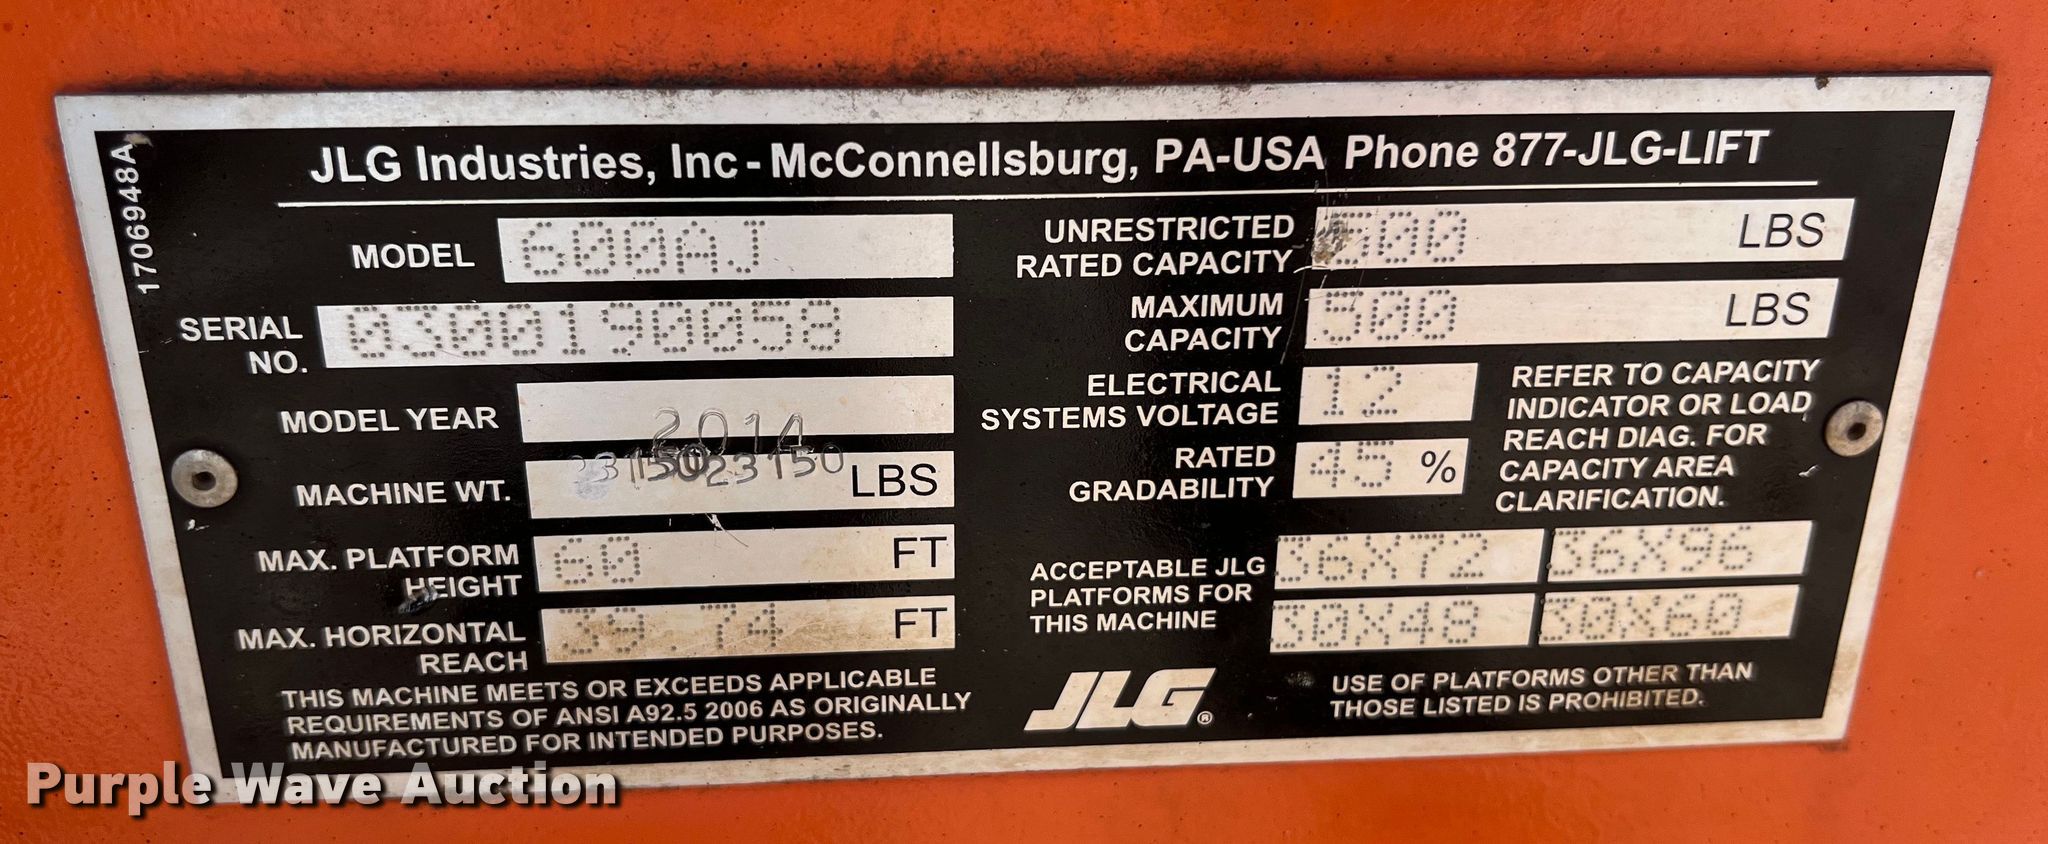 1706948A
JLG Industries, Inc - McConnellsburg, PA-USA Phone 877-JLG-LIFT
MODEL 600AJ
SERIAL NO. 0300190058
MODEL YEAR 2014
MACHINE WT. 23150 LBS
MAX. PLATFORM HEIGHT 60 FT
MAX. HORIZONTAL REACH 39.74 FT
THIS MACHINE MEETS OR EXCEEDS APPLICABLE
REQUIREMENTS OF ANSI A92.5 2006 AS ORIGINALLY
MANUFACTURED FOR INTENDED PURPOSES.
UNRESTRICTED RATED CAPACITY 500 LBS
MAXIMUM CAPACITY 500 LBS
ELECTRICAL SYSTEMS VOLTAGE 12
RATED GRADABILITY 45 %
REFER TO CAPACITY
INDICATOR OR LOAD
REACH DIAG. FOR
CAPACITY AREA
CLARIFICATION.
ACCEPTABLE JLG
PLATFORMS FOR
THIS MACHINE
36X72 36X96
30X48 30X60
JLG®
USE OF PLATFORMS OTHER THAN
THOSE LISTED IS PROHIBITED.
Purple Wave Auction